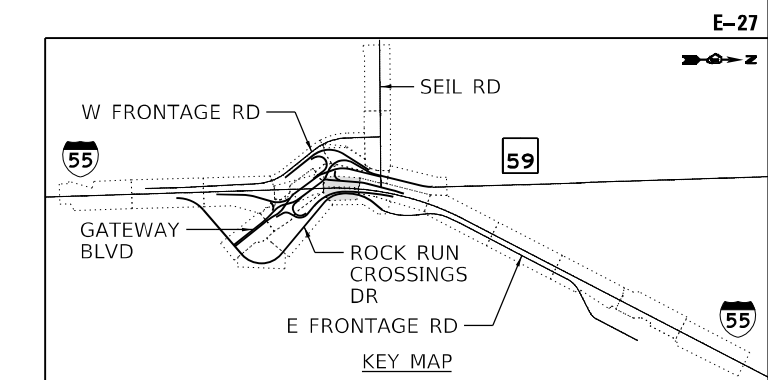 E-27
N
SEIL RD
W FRONTAGE RD
55
59
GATEWAY
BLVD
ROCK RUN
CROSSINGS
DR
55
E FRONTAGE RD
KEY MAP